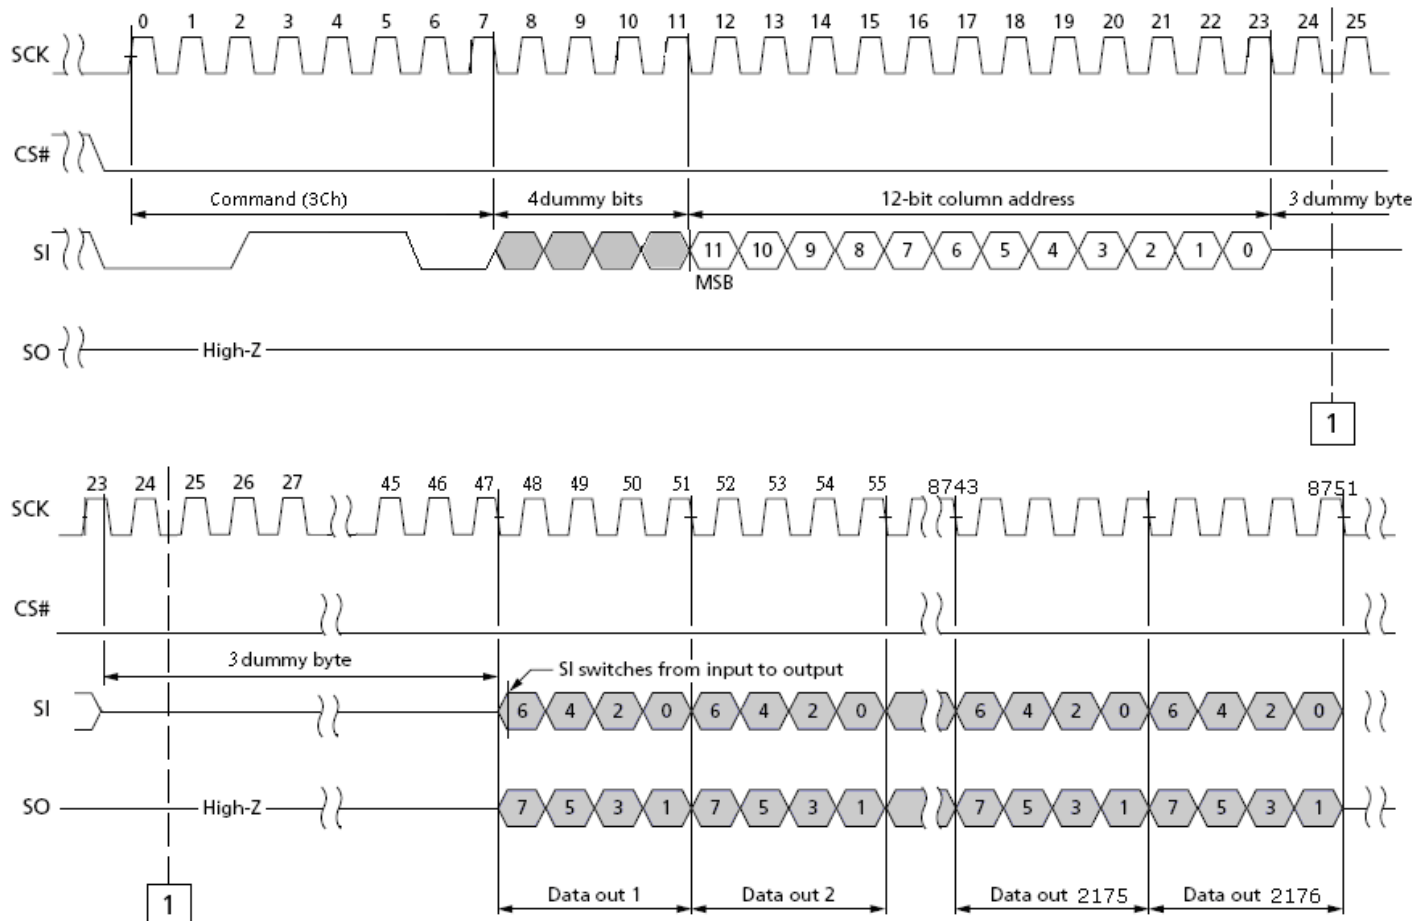 0 1 2 3 4 5 6 7 8 9 10 11 12 13 14 15 16 17 18 19 20 21 22 23 24 25
SCK
CS#
Command (3Ch) 4 dummy bits 12-bit column address 3 dummy byte
SI 11 10 9 8 7 6 5 4 3 2 1 0
MSB
SO High-Z
1
23 24 25 26 27 45 46 47 48 49 50 51 52 53 54 55 8743 8751
SCK
CS#
3 dummy byte SI switches from input to output
SI 6 4 2 0 6 4 2 0 6 4 2 0 6 4 2 0
SO High-Z 7 5 3 1 7 5 3 1 7 5 3 1 7 5 3 1
1 Data out 1 Data out 2 Data out 2175 Data out 2176